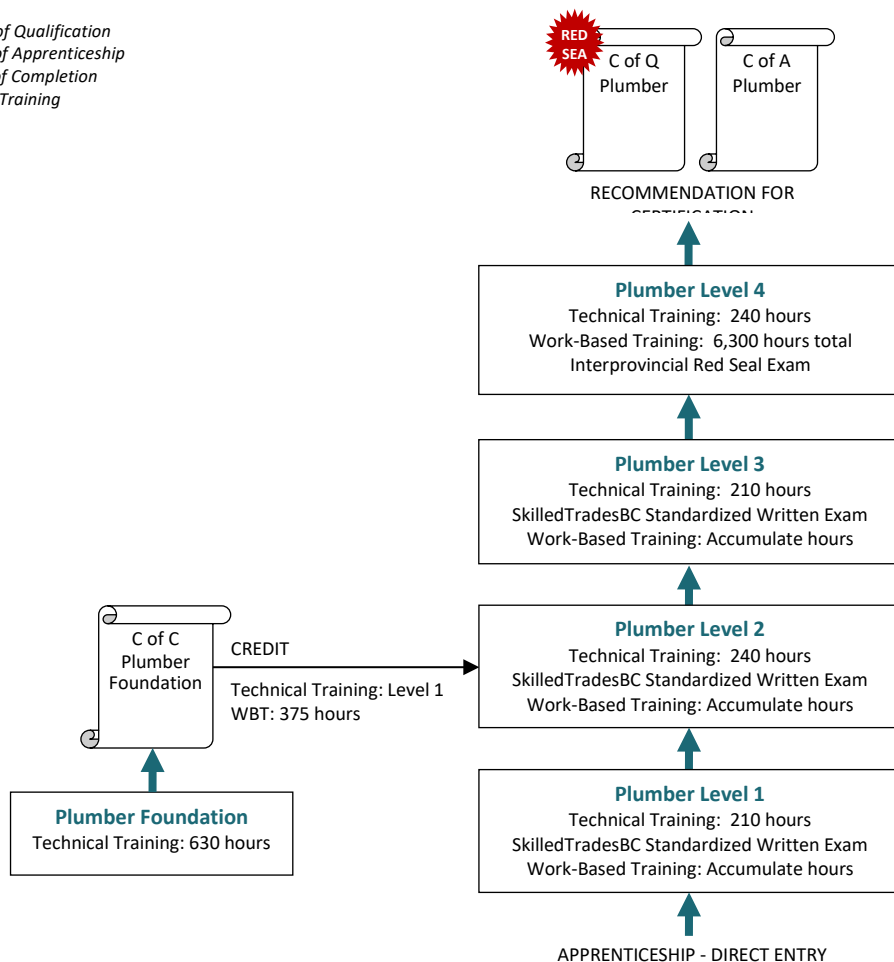 of Qualification
of Apprenticeship
of Completion
Training
RED
SEA
C of Q
Plumber
C of A
Plumber
RECOMMENDATION FOR
CERTIFICATION
Plumber Level 4
Technical Training: 240 hours
Work-Based Training: 6,300 hours total
Interprovincial Red Seal Exam
Plumber Level 3
Technical Training: 210 hours
SkilledTradesBC Standardized Written Exam
Work-Based Training: Accumulate hours
Plumber Level 2
Technical Training: 240 hours
SkilledTradesBC Standardized Written Exam
Work-Based Training: Accumulate hours
C of C
Plumber
Foundation
CREDIT
Technical Training: Level 1
WBT: 375 hours
Plumber Foundation
Technical Training: 630 hours
Plumber Level 1
Technical Training: 210 hours
SkilledTradesBC Standardized Written Exam
Work-Based Training: Accumulate hours
APPRENTICESHIP - DIRECT ENTRY